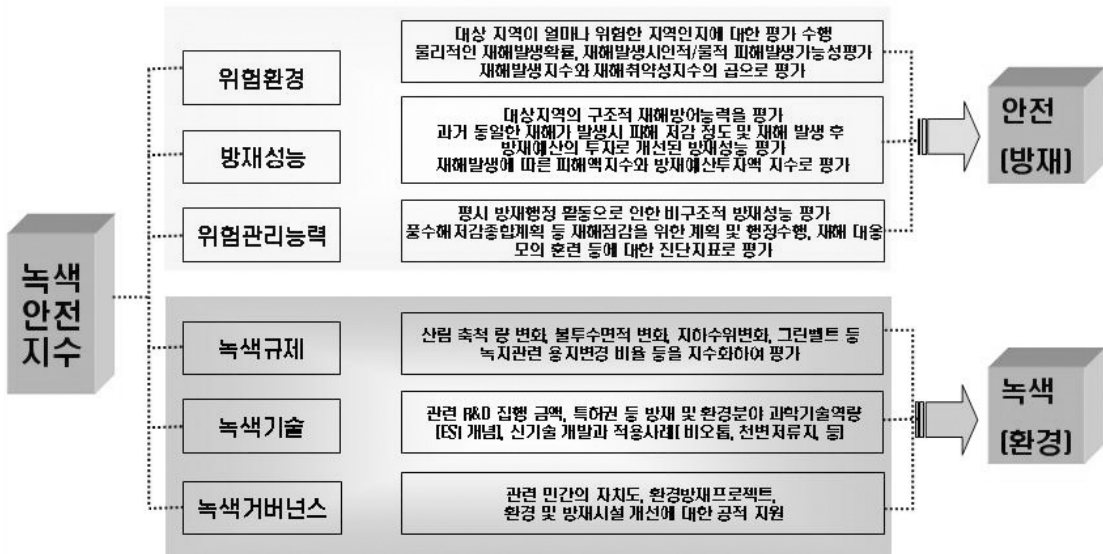 녹색
안전
지수
위험환경
대상 지역이 얼마나 위험한 지역인지에 대한 평가 수행
물리적인 재해발생확률, 재해발생시인적/물적 피해발생가능성평가
재해발생지수와 재해취약성지수의 곱으로 평가
방재성능
대상지역의 구조적 재해방어능력을 평가
과거 동일한 재해가 발생시 피해 저감 정도 및 재해 발생 후
방재예산의 투자로 개선된 방재성능 평가
재해발생에 따른 피해액지수와 방재예산투자액 지수로 평가
위험관리능력
평시 방재행정 활동으로 인한 비구조적 방재성능 평가
풍수해저감종합계획 등 재해점감을 위한 계획 및 행정수행, 재해 대응
모의 훈련 등에 대한 진단지표로 평가
안전
(방재)
녹색규제
산림 축척 량 변화, 불투수면적 변화, 지하수위변화, 그린벨트 등
녹지관련 용지변경 비율 등을 지수화하여 평가
녹색기술
관련 R&D 집행 금액, 특허권 등 방재 및 환경분야 과학기술역량
[ESI 개념], 신기술 개발과 적용사례[비오톱, 천변저류지, 등]
녹색거버넌스
관련 민간의 자치도, 환경방재프로젝트,
환경 및 방재시설 개선에 대한 공적 지원
녹색
(환경)